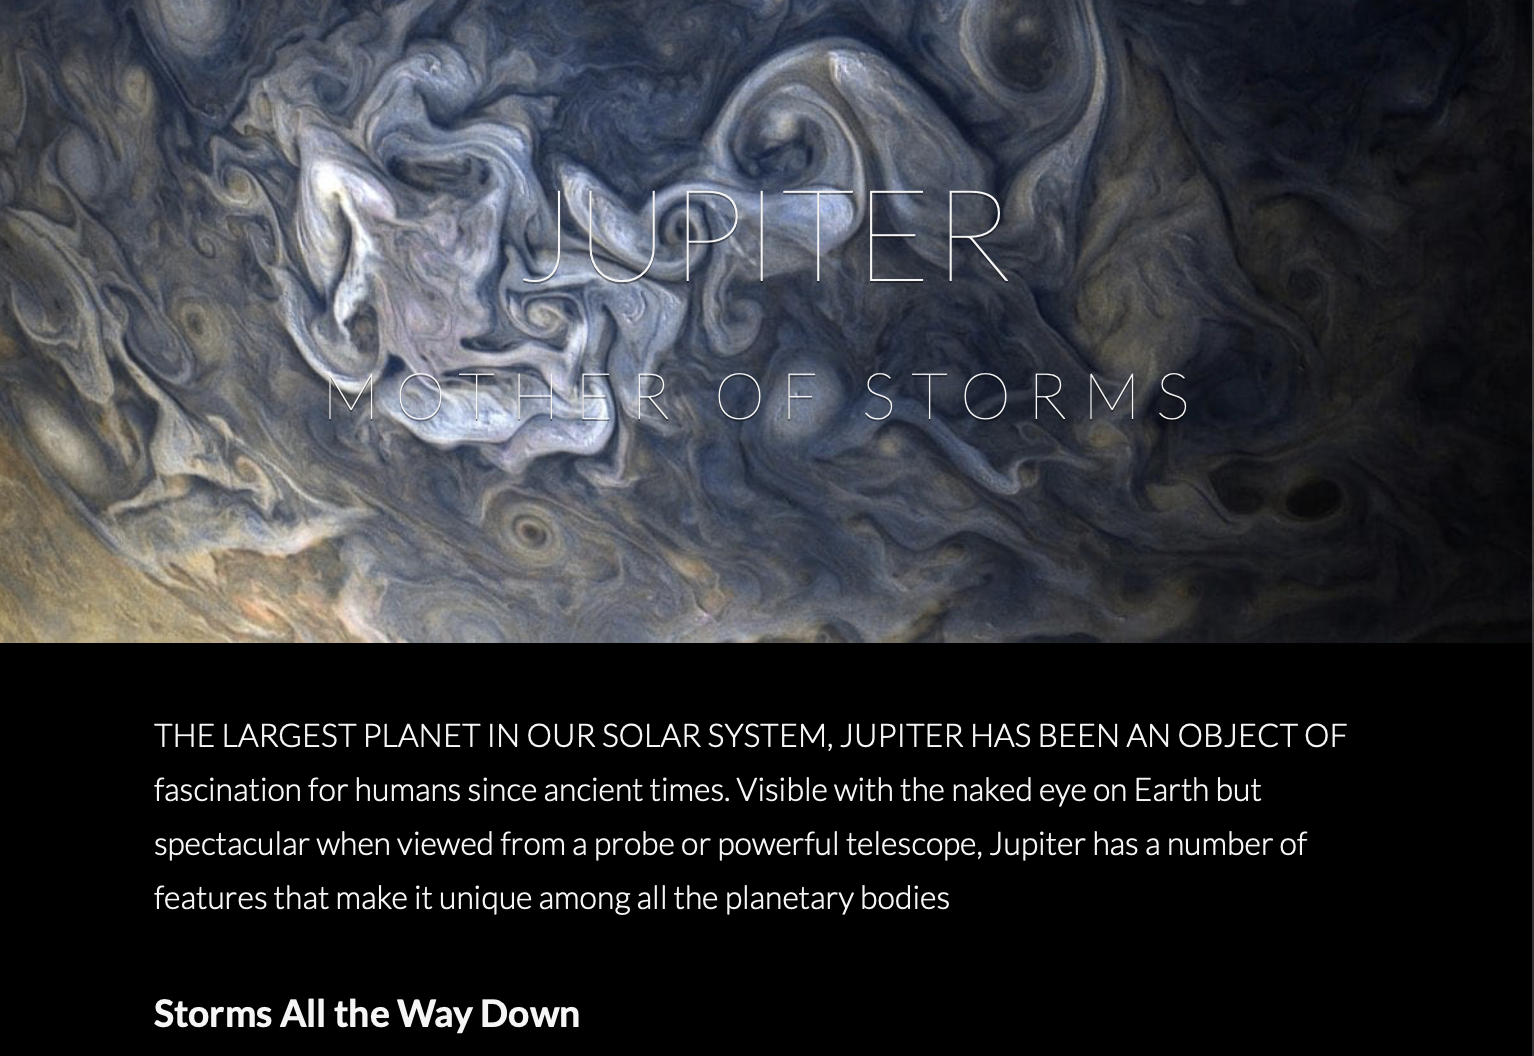 JUPITER
MOTHER OF STORMS
THE LARGEST PLANET IN OUR SOLAR SYSTEM, JUPITER HAS BEEN AN OBJECT OF
fascination for humans since ancient times. Visible with the naked eye on Earth but
spectacular when viewed from a probe or powerful telescope, Jupiter has a number of
features that make it unique among all the planetary bodies
Storms All the Way Down